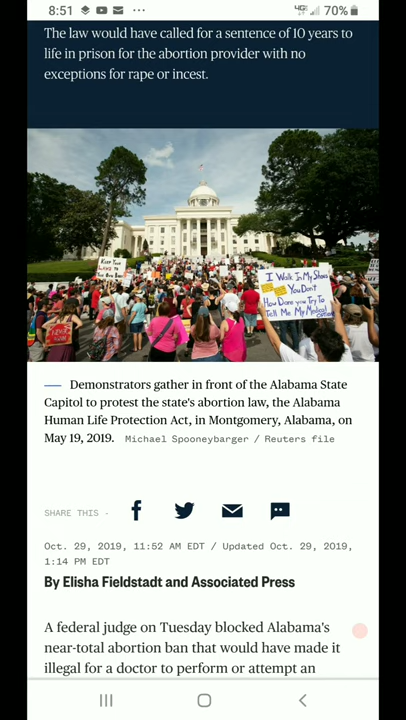 8:51
70%
The law would have called for a sentence of 10 years to
life in prison for the abortion provider with no
exceptions for rape or incest.
I Walk In My Shoes
You Don't
How Dare You Try To
Tell Me My
Demonstrators gather in front of the Alabama State
Capitol to protest the state's abortion law, the Alabama
Human Life Protection Act, in Montgomery, Alabama, on
May 19, 2019. Michael Spooneybarger / Reuters file
SHARE THIS -
Oct. 29, 2019, 11:52 AM EDT / Updated Oct. 29, 2019,
1:14 PM EDT
By Elisha Fieldstadt and Associated Press
A federal judge on Tuesday blocked Alabama's
near-total abortion ban that would have made it
illegal for a doctor to perform or attempt an